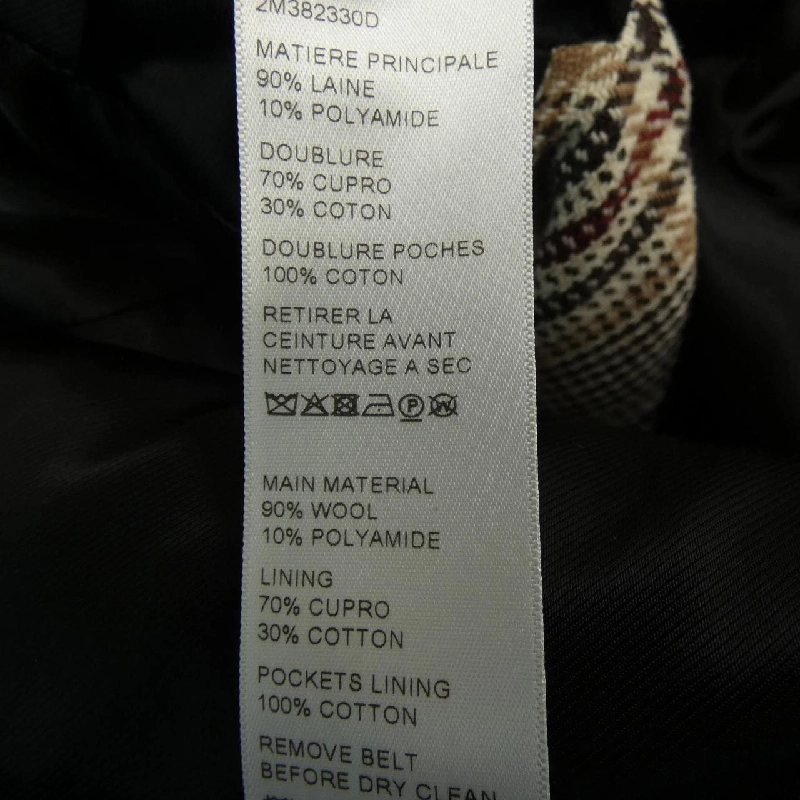 2M382330D
MATIERE PRINCIPALE
90% LAINE
10% POLYAMIDE
DOUBLURE
70% CUPRO
30% COTON
DOUBLURE POCHES
100% COTON
RETIRER LA
CEINTURE AVANT
NETTOYAGE A SEC
P W
MAIN MATERIAL
90% WOOL
10% POLYAMIDE
LINING
70% CUPRO
30% COTTON
POCKETS LINING
100% COTTON
REMOVE BELT
BEFORE DRY CLEAN